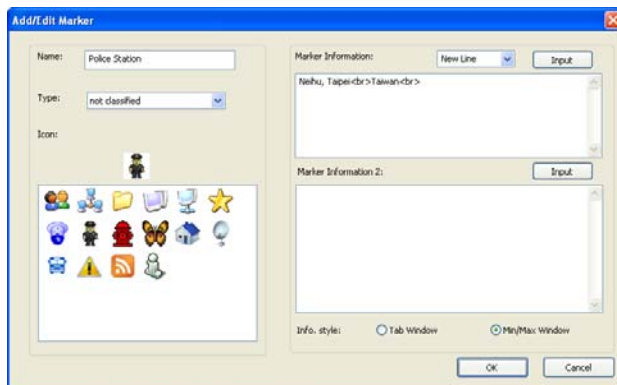 Add/Edit Marker
Name:
Police Station
Type:
not classified
Icon:
Marker Information:
New Line
Input
Neihu, Taipei<br>Taiwan<br>
Marker Information 2:
Input
Info. style:
Tab Window
Min/Max Window
OK
Cancel